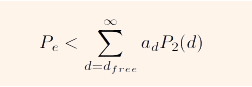 $P_e < \sum_{d=d_{free}}^{\infty} a_d P_2(d)$